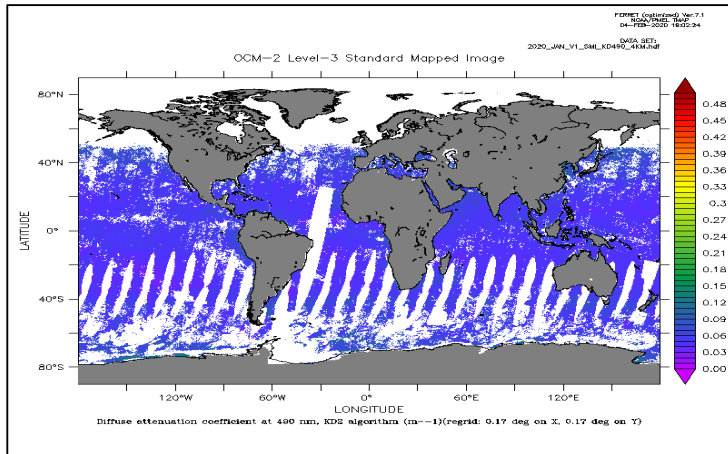 FERRET (optimized) Ver.7.1
NOAA/PMEL TMAP
04-FEB-2020 16:02:24
DATA SET:
2020_JAN_V1_SMI_KD490_4KM.hdf
OCM-2 Level-3 Standard Mapped Image
80°N
40°N
0°
40°S
80°S
LATITUDE
120°W
60°W
0°
60°E
120°E
LONGITUDE
0.48
0.45
0.42
0.39
0.36
0.33
0.3
0.27
0.24
0.21
0.18
0.15
0.12
0.09
0.06
0.03
0.00
Diffuse attenuation coefficient at 490 nm, KD2 algorithm (m--1)(regrid: 0.17 deg on X, 0.17 deg on Y)